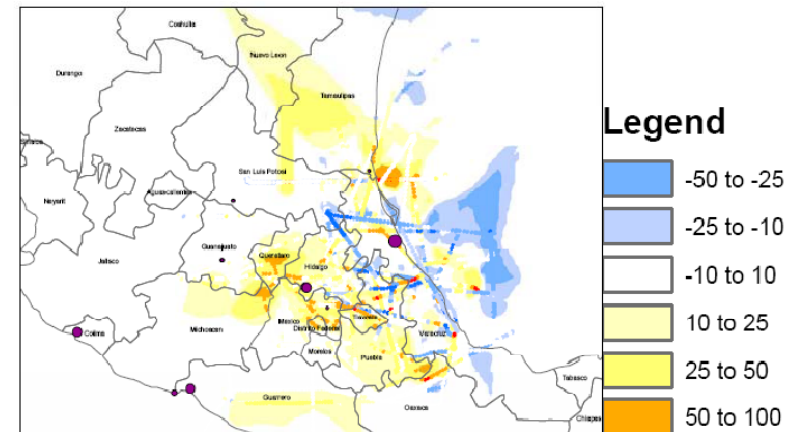 Coahuila
Nuevo Leon
Durango
Tamaulipas
Zacatecas
San Luis Potosi
Nayarit
Aguascalientes
Guanajuato
Queretaro
Jalisco
Hidalgo
Colima
Michoacan
Mexico
Distrito Federal
Tlaxcala
Veracruz
Morelos
Puebla
Tabasco
Guerrero
Oaxaca
Chiapas
Legend
-50 to -25
-25 to -10
-10 to 10
10 to 25
25 to 50
50 to 100